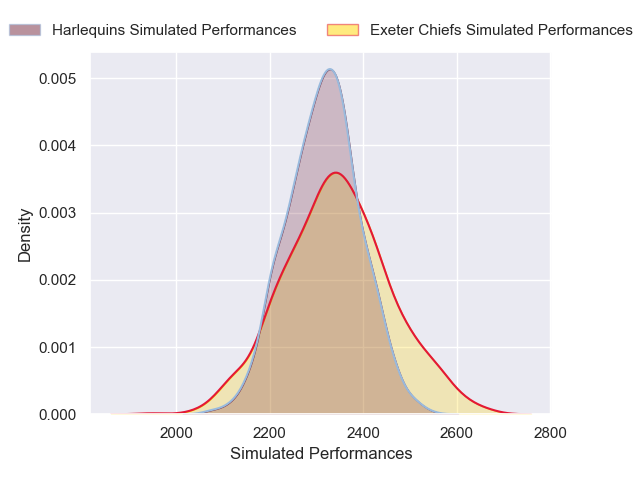 Harlequins Simulated Performances Exeter Chiefs Simulated Performances
0.005
0.004
0.003
0.002
0.001
0.000
Density
2000 2200 2400 2600 2800
Simulated Performances